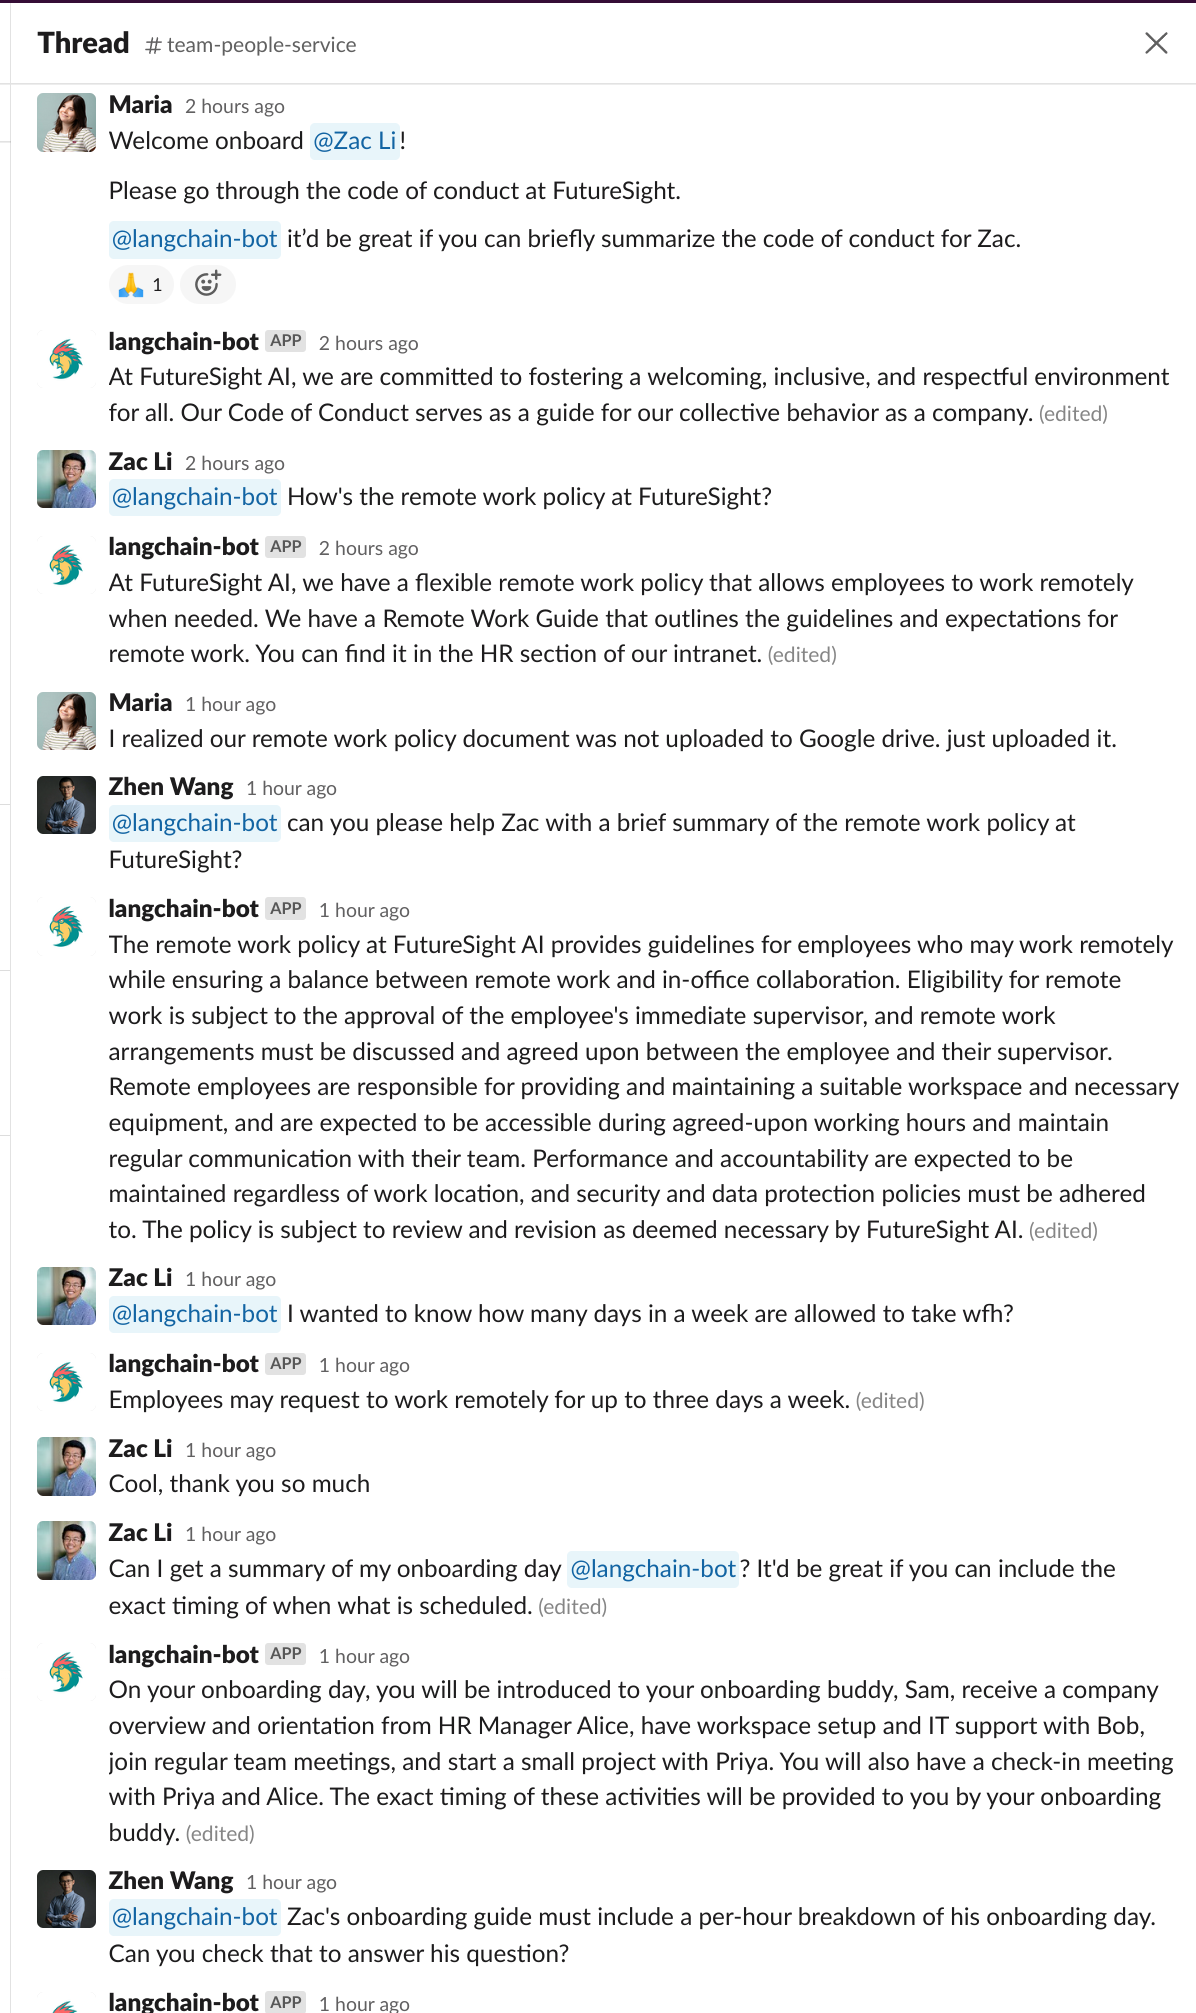 Thread # team-people-service
Maria 2 hours ago
Welcome onboard @Zac Li!
Please go through the code of conduct at FutureSight.
@langchain-bot it’d be great if you can briefly summarize the code of conduct for Zac.
1
langchain-bot APP 2 hours ago
At FutureSight AI, we are committed to fostering a welcoming, inclusive, and respectful environment
for all. Our Code of Conduct serves as a guide for our collective behavior as a company. (edited)
Zac Li 2 hours ago
@langchain-bot How's the remote work policy at FutureSight?
langchain-bot APP 2 hours ago
At FutureSight AI, we have a flexible remote work policy that allows employees to work remotely
when needed. We have a Remote Work Guide that outlines the guidelines and expectations for
remote work. You can find it in the HR section of our intranet. (edited)
Maria 1 hour ago
I realized our remote work policy document was not uploaded to Google drive. just uploaded it.
Zhen Wang 1 hour ago
@langchain-bot can you please help Zac with a brief summary of the remote work policy at
FutureSight?
langchain-bot APP 1 hour ago
The remote work policy at FutureSight AI provides guidelines for employees who may work remotely
while ensuring a balance between remote work and in-office collaboration. Eligibility for remote
work is subject to the approval of the employee's immediate supervisor, and remote work
arrangements must be discussed and agreed upon between the employee and their supervisor.
Remote employees are responsible for providing and maintaining a suitable workspace and necessary
equipment, and are expected to be accessible during agreed-upon working hours and maintain
regular communication with their team. Performance and accountability are expected to be
maintained regardless of work location, and security and data protection policies must be adhered
to. The policy is subject to review and revision as deemed necessary by FutureSight AI. (edited)
Zac Li 1 hour ago
@langchain-bot I wanted to know how many days in a week are allowed to take wfh?
langchain-bot APP 1 hour ago
Employees may request to work remotely for up to three days a week. (edited)
Zac Li 1 hour ago
Cool, thank you so much
Zac Li 1 hour ago
Can I get a summary of my onboarding day @langchain-bot? It'd be great if you can include the
exact timing of when what is scheduled. (edited)
langchain-bot APP 1 hour ago
On your onboarding day, you will be introduced to your onboarding buddy, Sam, receive a company
overview and orientation from HR Manager Alice, have workspace setup and IT support with Bob,
join regular team meetings, and start a small project with Priya. You will also have a check-in meeting
with Priya and Alice. The exact timing of these activities will be provided to you by your onboarding
buddy. (edited)
Zhen Wang 1 hour ago
@langchain-bot Zac's onboarding guide must include a per-hour breakdown of his onboarding day.
Can you check that to answer his question?
langchain-bot APP 1 hour ago